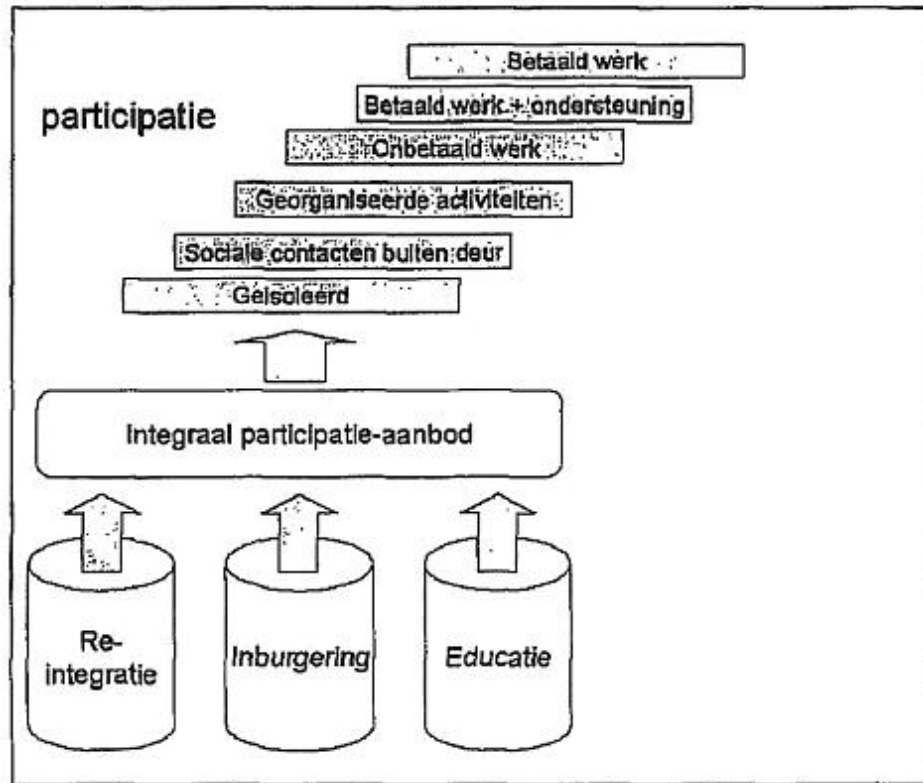 Betaald werk
Betaald werk + ondersteuning
participatie
Onbetaald werk
Georganiseerde activiteiten
Sociale contacten buiten deur
Geisoleerd
Integraal participatie-aanbod
Re-
integratie
Inburgering
Educatie